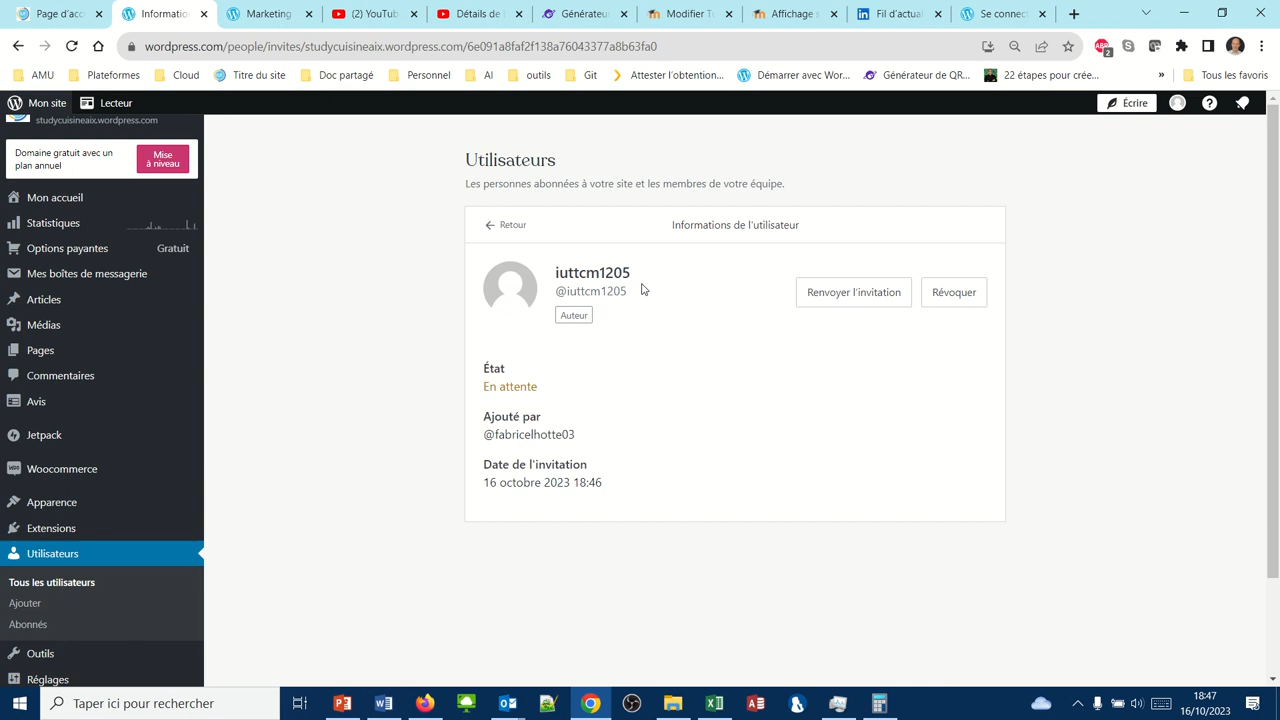 Page d'acc
Informatio
Marketing
(2) YouTub
YouTube
Générateu
Membre T
Affichage
Fil d'actua
Se connec
wordpress.com/people/invites/studycuisineaix.wordpress.com/6e091a8faf2f138a76043377a8b63fa0
2
AMU
Plateformes
Cloud
Titre du site
Doc partagé
Personnel
AI
outils
Git
Attester l'obtention...
Démarrer avec Wor...
Générateur de QR...
22 étapes pour crée...
»
Tous les favoris
Mon site
Lecteur
Écrire
studycuisineaix.wordpress.com
Domaine gratuit avec un
plan annuel
Mise
à niveau
Mon accueil
Statistiques
Options payantes
Gratuit
Mes boîtes de messagerie
Articles
Médias
Pages
Commentaires
Avis
Jetpack
Woocommerce
Apparence
Extensions
Utilisateurs
Tous les utilisateurs
Ajouter
Abonnés
Outils
Réglages
Utilisateurs
Les personnes abonnées à votre site et les membres de votre équipe.
Retour
Informations de l'utilisateur
iuttcm1205
@iuttcm1205
Auteur
Renvoyer l'invitation
Révoquer
État
En attente
Ajouté par
@fabricelhotte03
Date de l'invitation
16 octobre 2023 18:46
Taper ici pour rechercher
18:47
16/10/2023